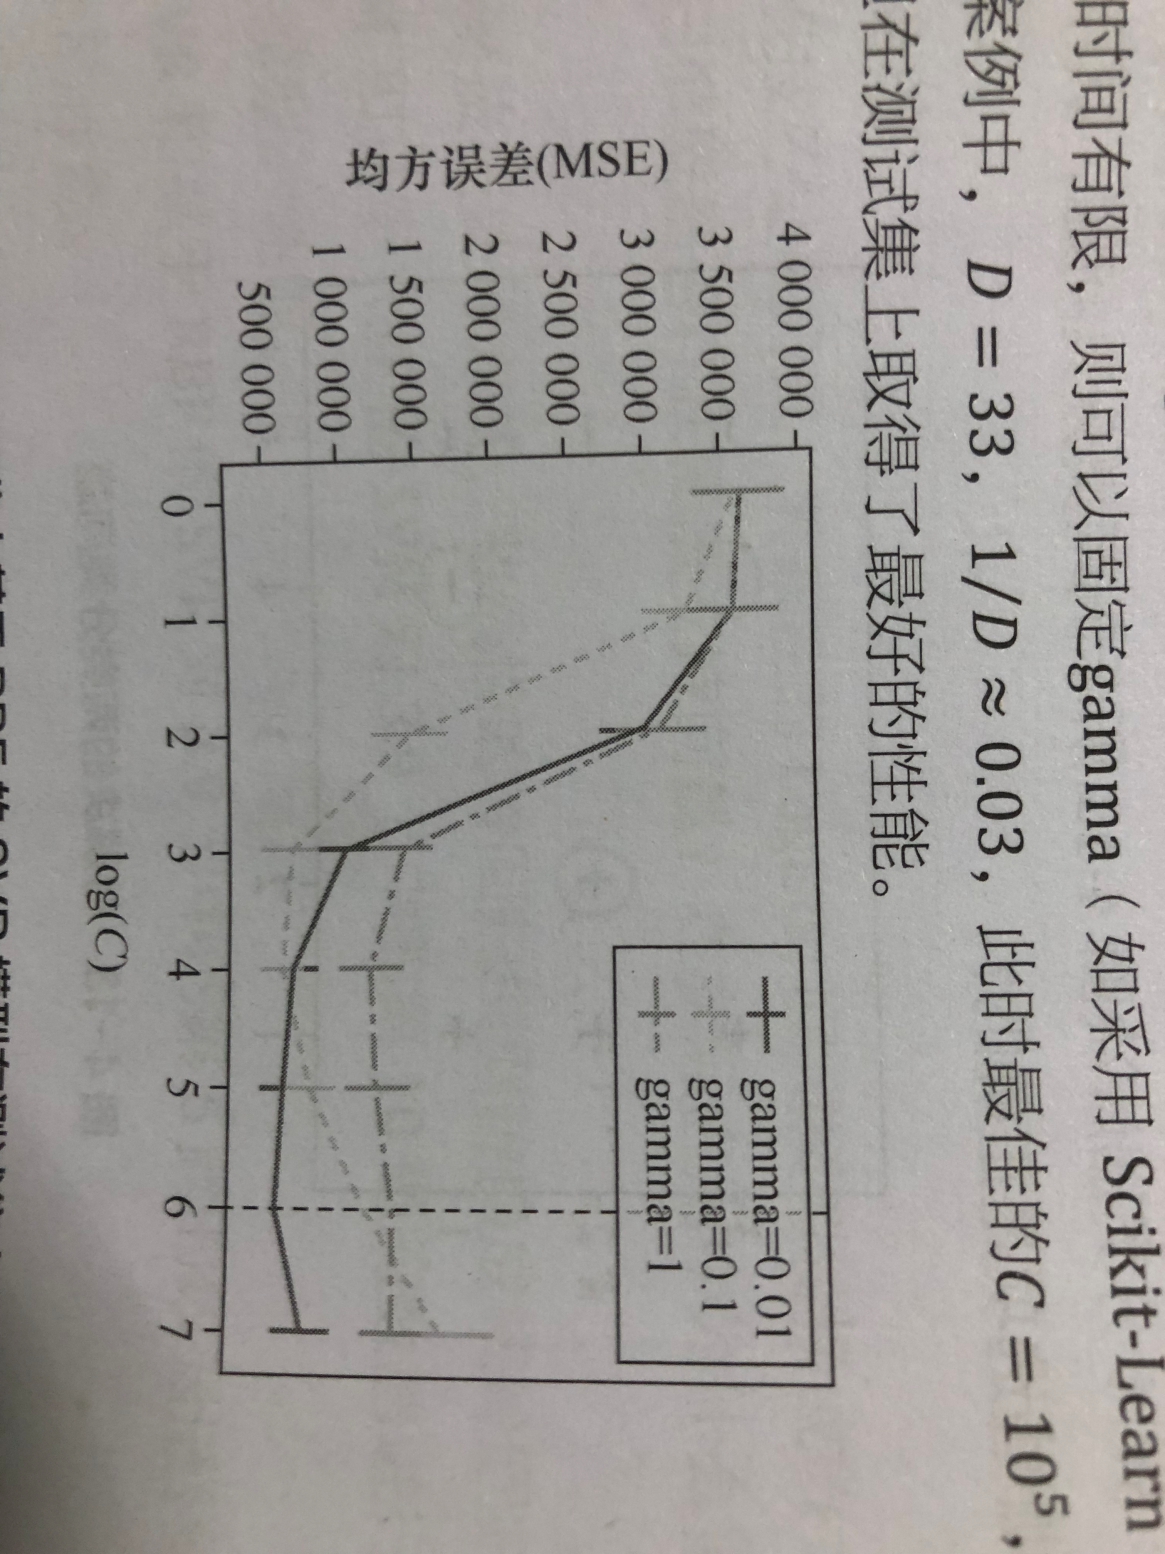 时间有限，则可以固定gamma（如采用 Scikit-Learn
案例中，D = 33，1/D ≈ 0.03，此时最佳的C = 10⁵，
在测试集上取得了最好的性能。
均方误差(MSE)
4 000 000
3 500 000
3 000 000
2 500 000
2 000 000
1 500 000
1 000 000
500 000
gamma=0.01
gamma=0.1
gamma=1
0 1 2 3 4 5 6 7
log(C)